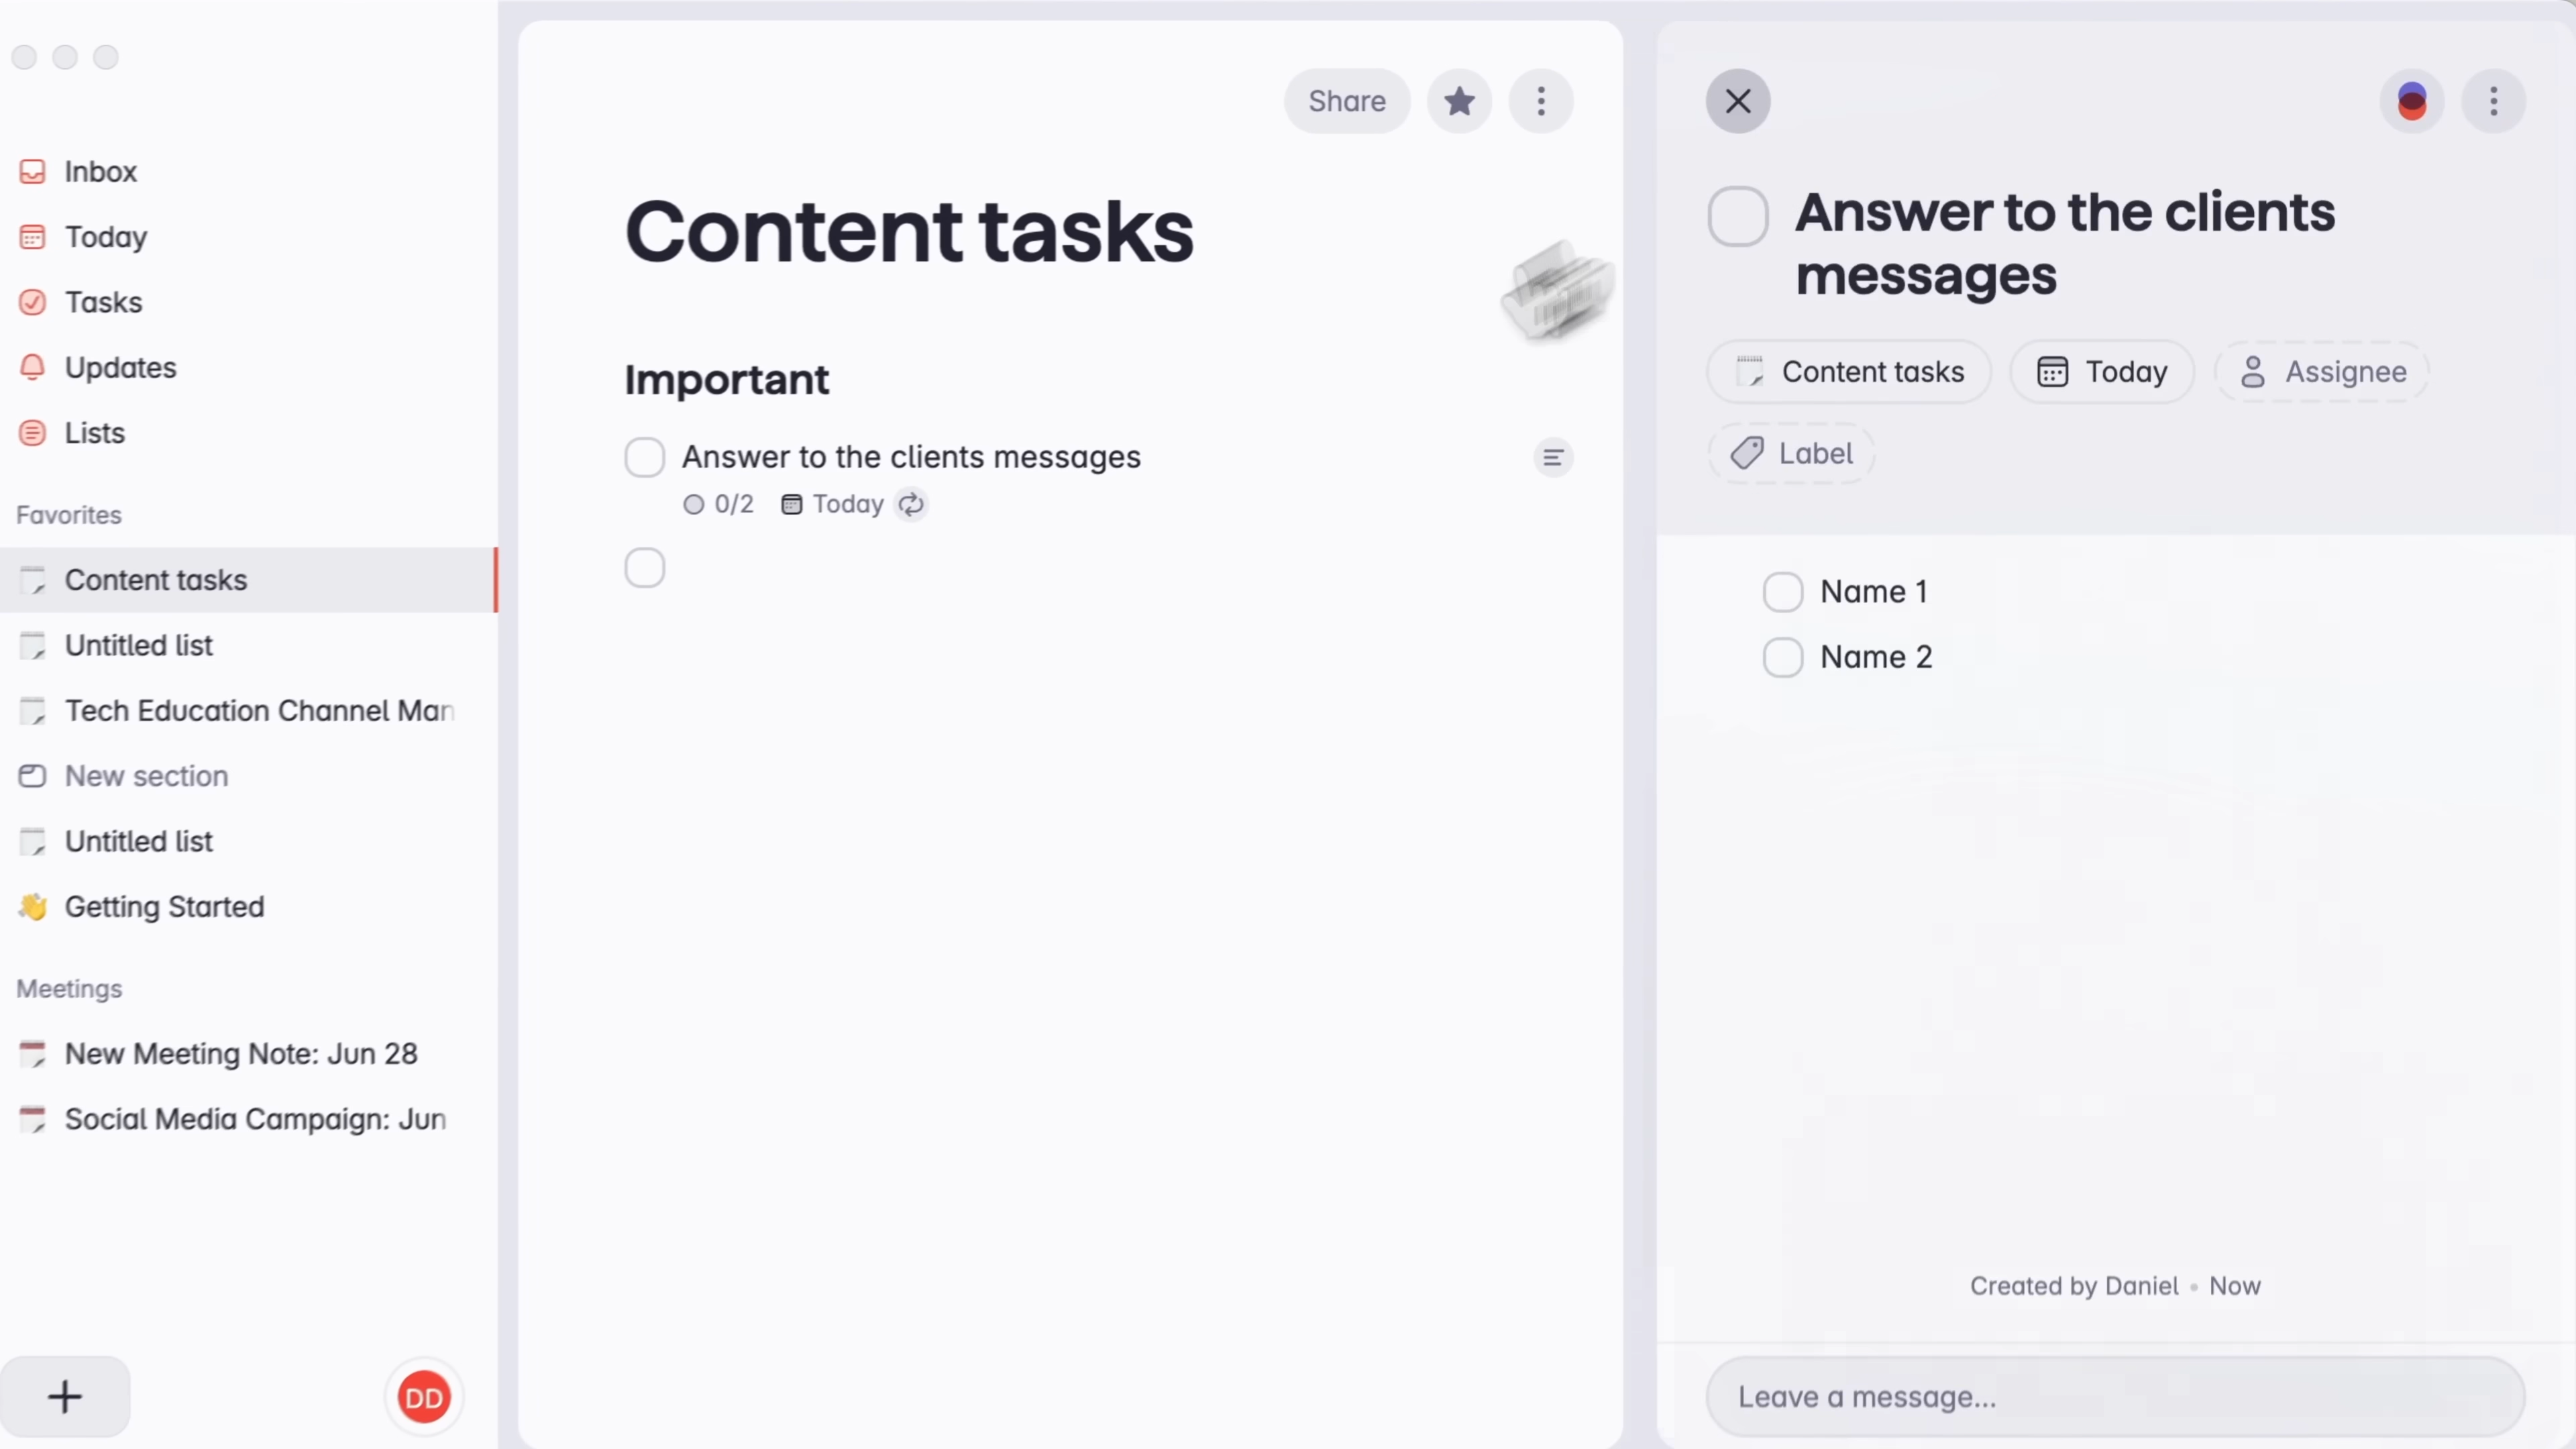 Inbox
Today
Tasks
Updates
Lists
Favorites
Content tasks
Untitled list
Tech Education Channel Man
New section
Untitled list
Getting Started
Meetings
New Meeting Note: Jun 28
Social Media Campaign: Jun
DD
Share
Content tasks
Important
Answer to the clients messages
0/2 Today
Answer to the clients
messages
Content tasks Today Assignee
Label
Name 1
Name 2
Created by Daniel • Now
Leave a message...